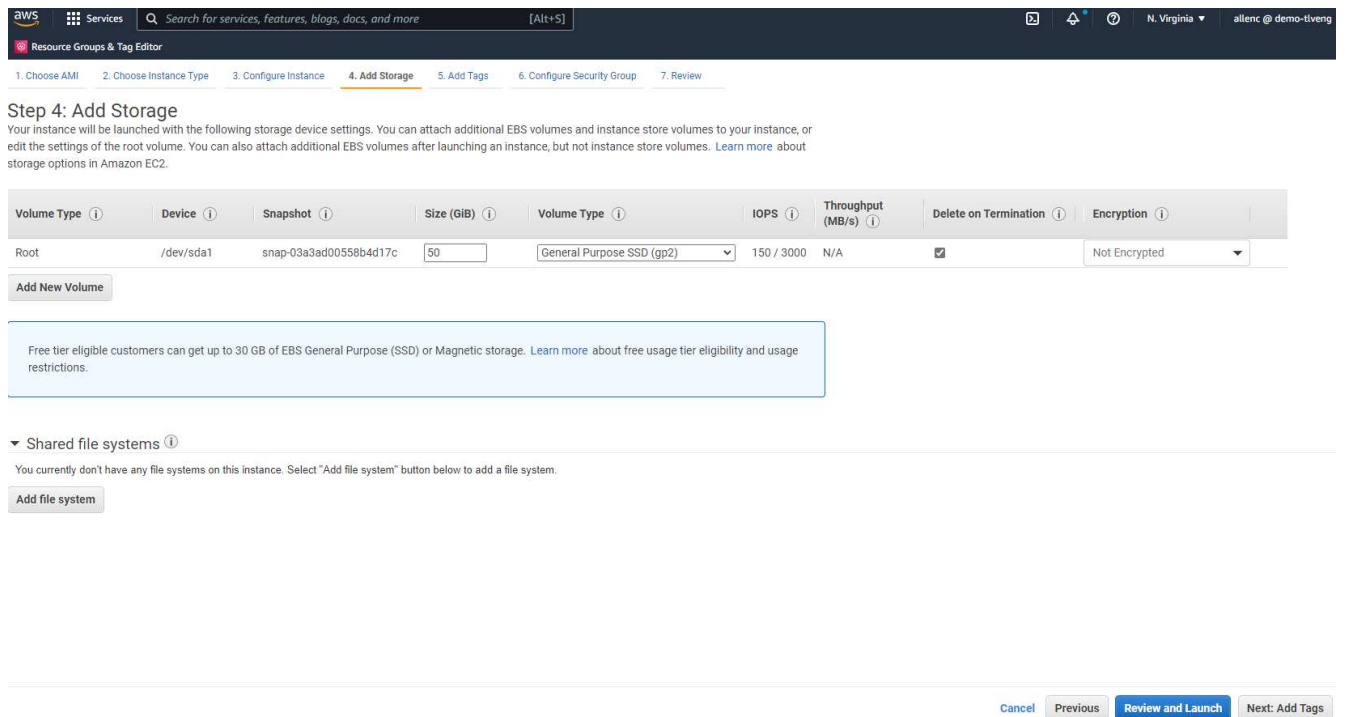 aws Services Search for services, features, blogs, docs, and more [Alt+S] N. Virginia allenc @ demo-tlveng
Resource Groups & Tag Editor
1. Choose AMI 2. Choose Instance Type 3. Configure Instance 4. Add Storage 5. Add Tags 6. Configure Security Group 7. Review
Step 4: Add Storage
Your instance will be launched with the following storage device settings. You can attach additional EBS volumes and instance store volumes to your instance, or
edit the settings of the root volume. You can also attach additional EBS volumes after launching an instance, but not instance store volumes. Learn more about
storage options in Amazon EC2.
Volume Type Device Snapshot Size (GiB) Volume Type IOPS Throughput (MB/s) Delete on Termination Encryption
Root /dev/sda1 snap-03a3ad00558b4d17c 50 General Purpose SSD (gp2) 150 / 3000 N/A Not Encrypted
Add New Volume
Free tier eligible customers can get up to 30 GB of EBS General Purpose (SSD) or Magnetic storage. Learn more about free usage tier eligibility and usage
restrictions.
Shared file systems
You currently don't have any file systems on this instance. Select "Add file system" button below to add a file system.
Add file system
Cancel Previous Review and Launch Next: Add Tags